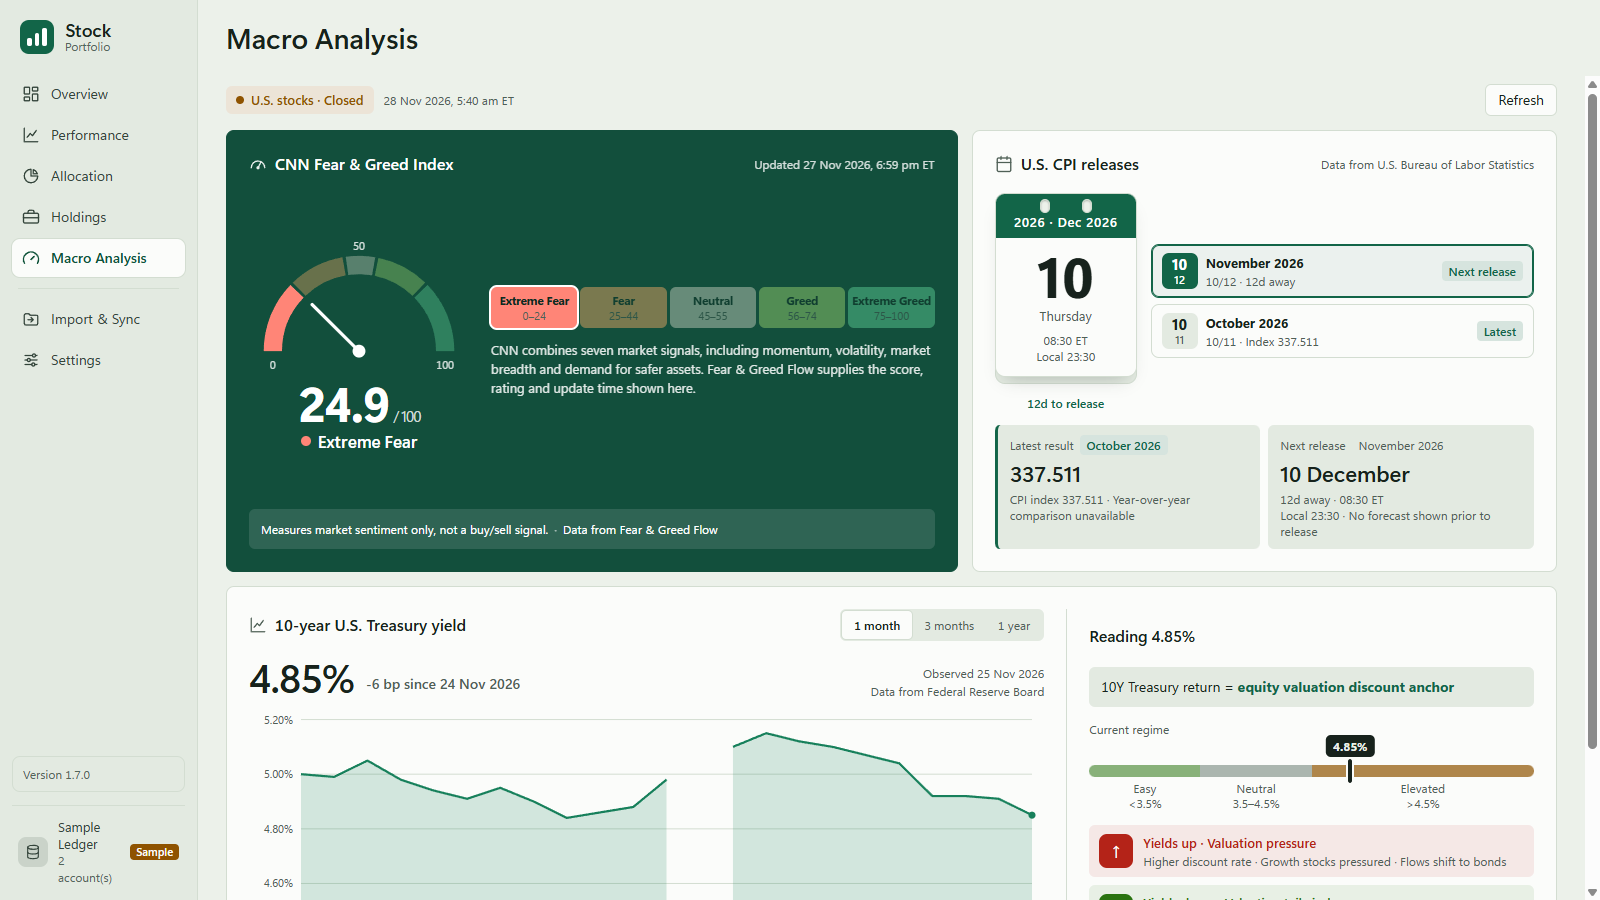 Stock
Portfolio
Overview
Performance
Allocation
Holdings
Macro Analysis
Import & Sync
Settings
Version 1.7.0
Sample
Ledger
2
account(s)
Sample
Macro Analysis
U.S. stocks · Closed
28 Nov 2026, 5:40 am ET
Refresh
CNN Fear & Greed Index
Updated 27 Nov 2026, 6:59 pm ET
50
0
100
24.9 /100
Extreme Fear
Extreme Fear
0–24
Fear
25–44
Neutral
45–55
Greed
56–74
Extreme Greed
75–100
CNN combines seven market signals, including momentum, volatility, market
breadth and demand for safer assets. Fear & Greed Flow supplies the score,
rating and update time shown here.
Measures market sentiment only, not a buy/sell signal. · Data from Fear & Greed Flow
U.S. CPI releases
Data from U.S. Bureau of Labor Statistics
2026 · Dec 2026
10
Thursday
08:30 ET
Local 23:30
12d to release
10
12
November 2026
10/12 · 12d away
Next release
10
11
October 2026
10/11 · Index 337.511
Latest
Latest result October 2026
337.511
CPI index 337.511 · Year-over-year
comparison unavailable
Next release November 2026
10 December
12d away · 08:30 ET
Local 23:30 · No forecast shown prior to
release
10-year U.S. Treasury yield
1 month
3 months
1 year
4.85% -6 bp since 24 Nov 2026
Observed 25 Nov 2026
Data from Federal Reserve Board
5.20%
5.00%
4.80%
4.60%
Reading 4.85%
10Y Treasury return = equity valuation discount anchor
Current regime
4.85%
Easy
<3.5%
Neutral
3.5–4.5%
Elevated
>4.5%
Yields up · Valuation pressure
Higher discount rate · Growth stocks pressured · Flows shift to bonds